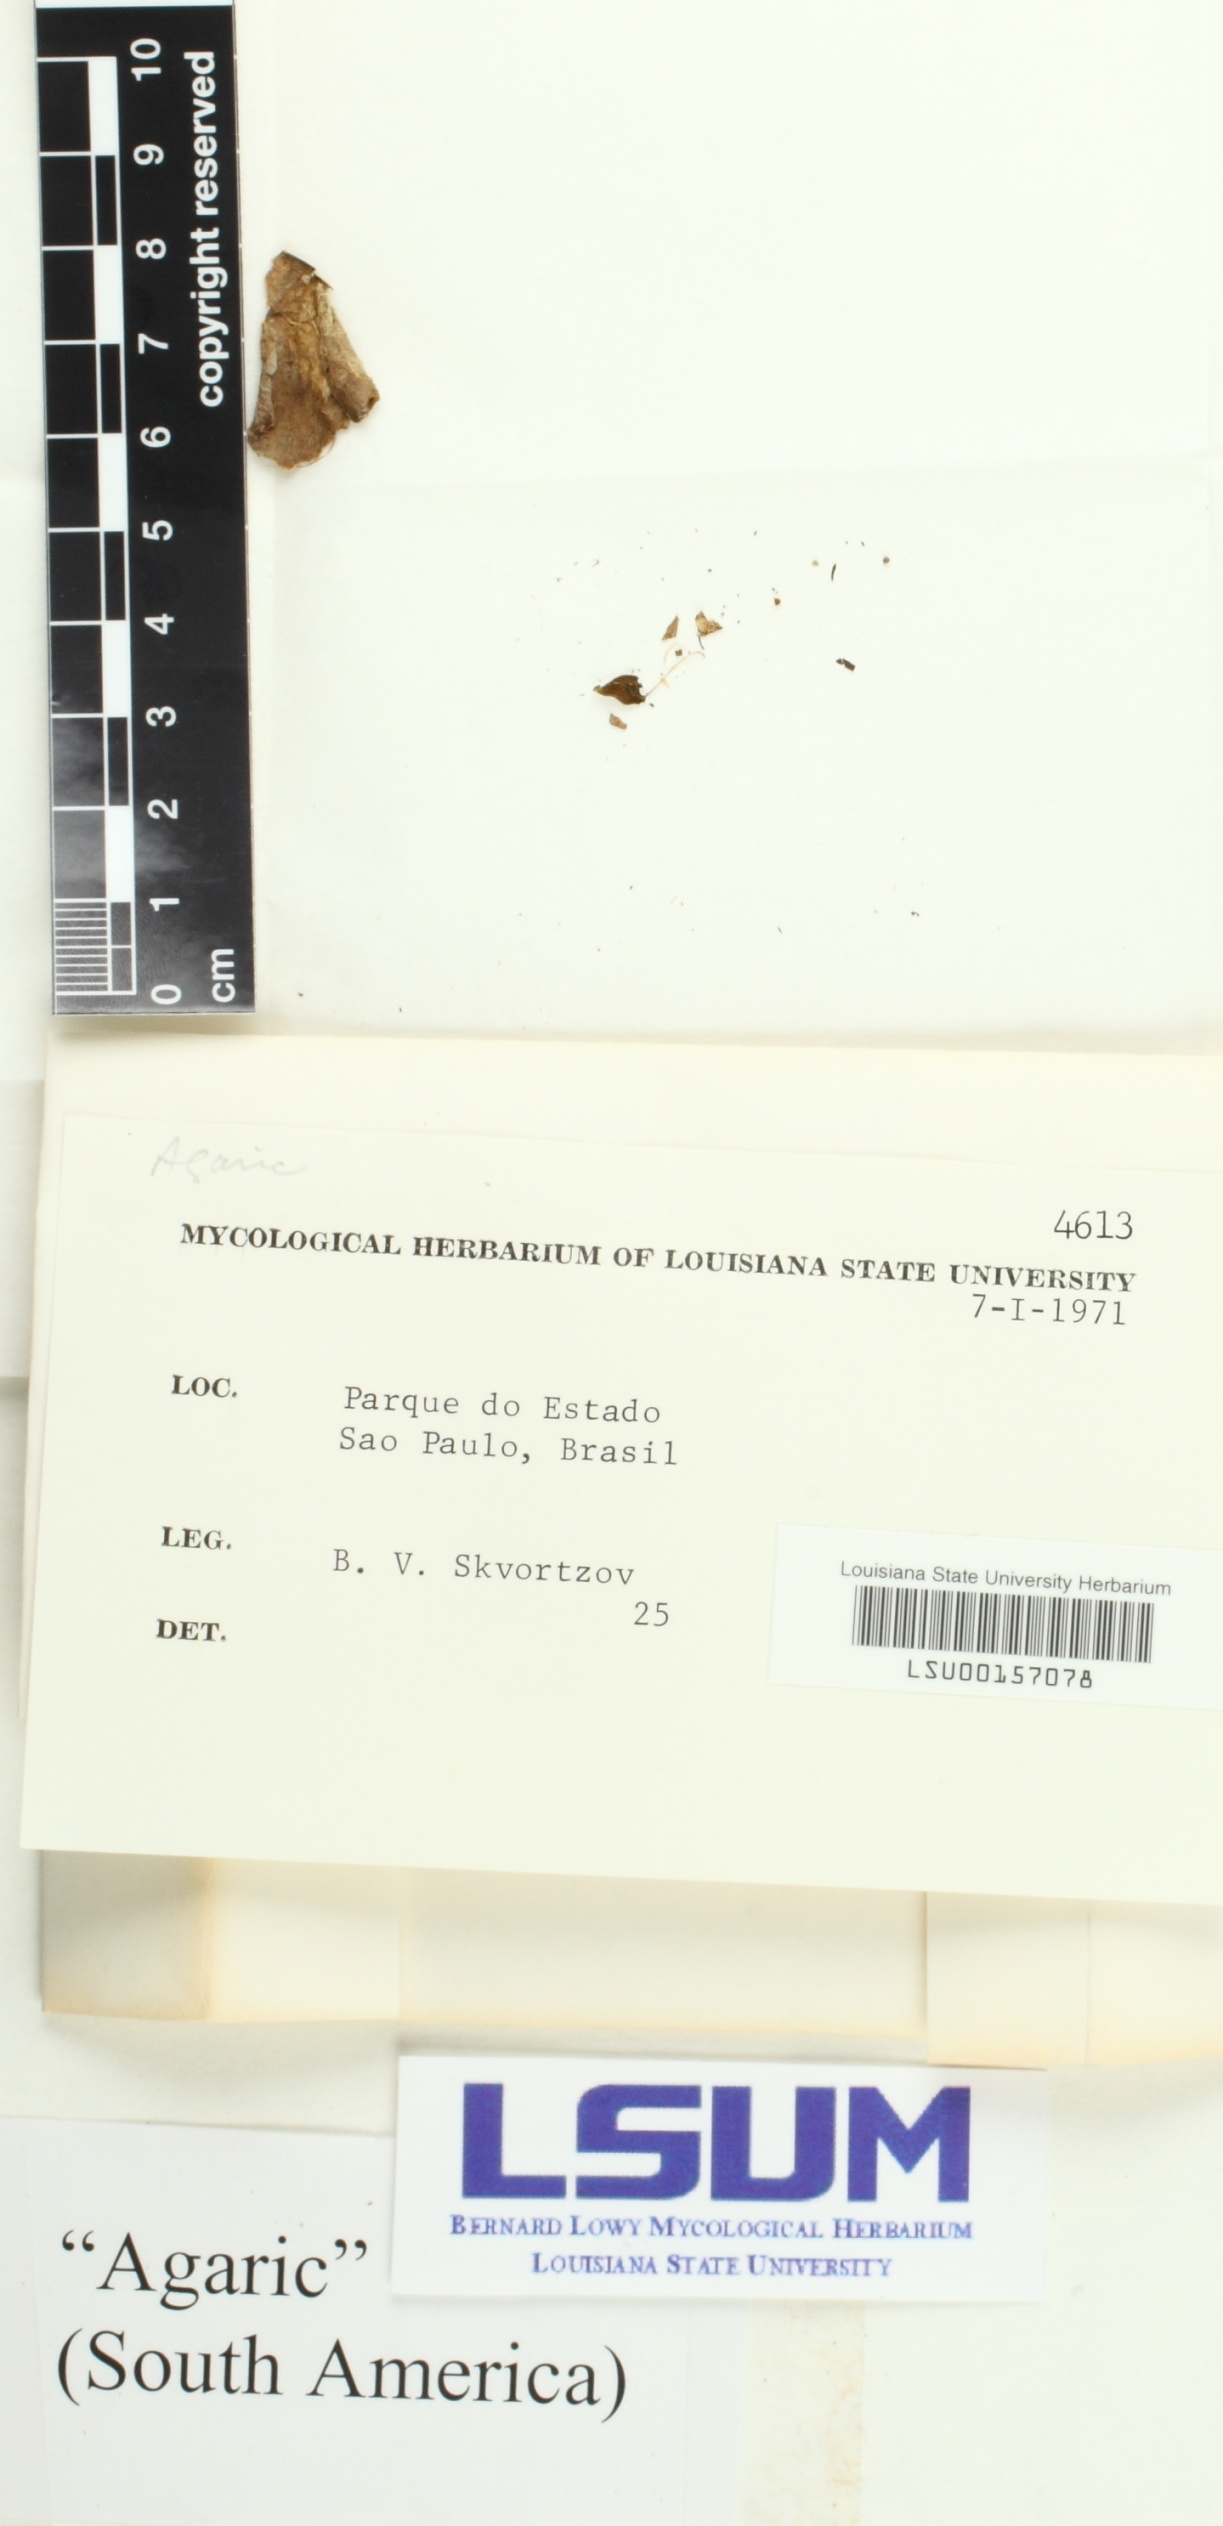 10
9
8
7
6
5
4
3
2
1
0
cm
copyright reserved
Agaric
4613
MYCOLOGICAL HERBARIUM OF LOUISIANA STATE UNIVERSITY
7-I-1971
LOC. Parque do Estado
Sao Paulo, Brasil
LEG. B. V. Skvortzov
25
DET.
Louisiana State University Herbarium
LSU00157078
LSUM
BERNARD LOWY MYCOLOGICAL HERBARIUM
LOUISIANA STATE UNIVERSITY
“Agaric”
(South America)